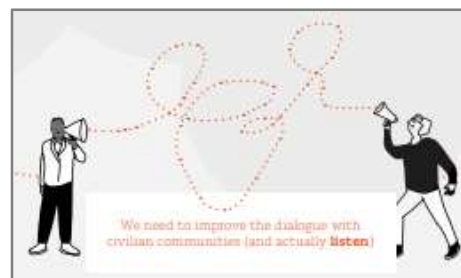 We need to improve the dialogue with
civilian communities (and actually listen)